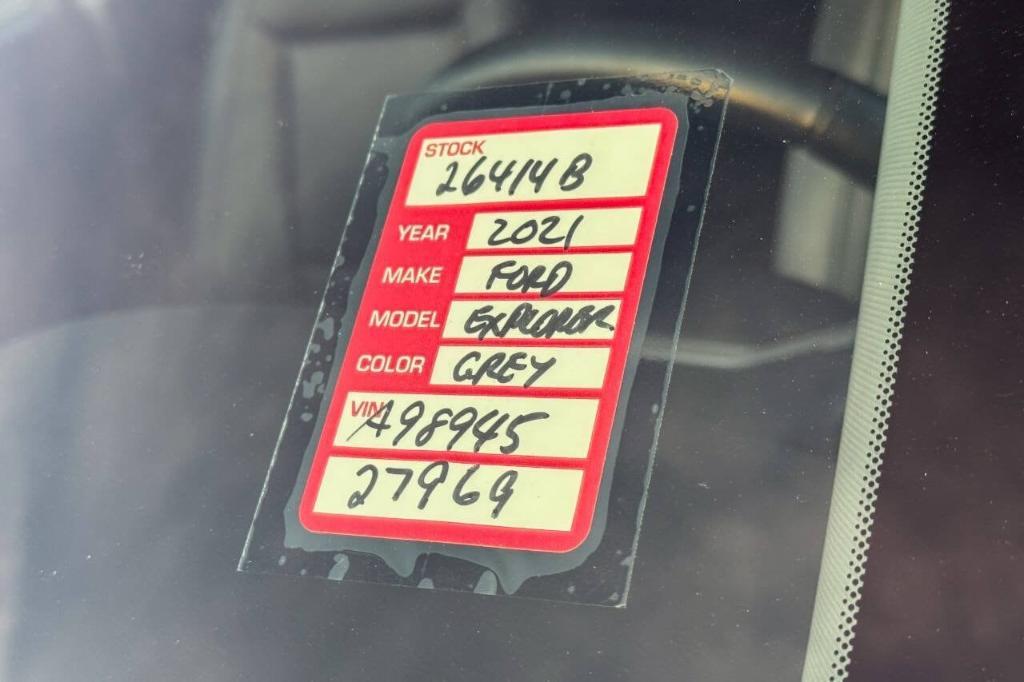 STOCK
26414B
YEAR 2021
MAKE FORD
MODEL EXPLORER
COLOR GREY
VIN A98945
27969